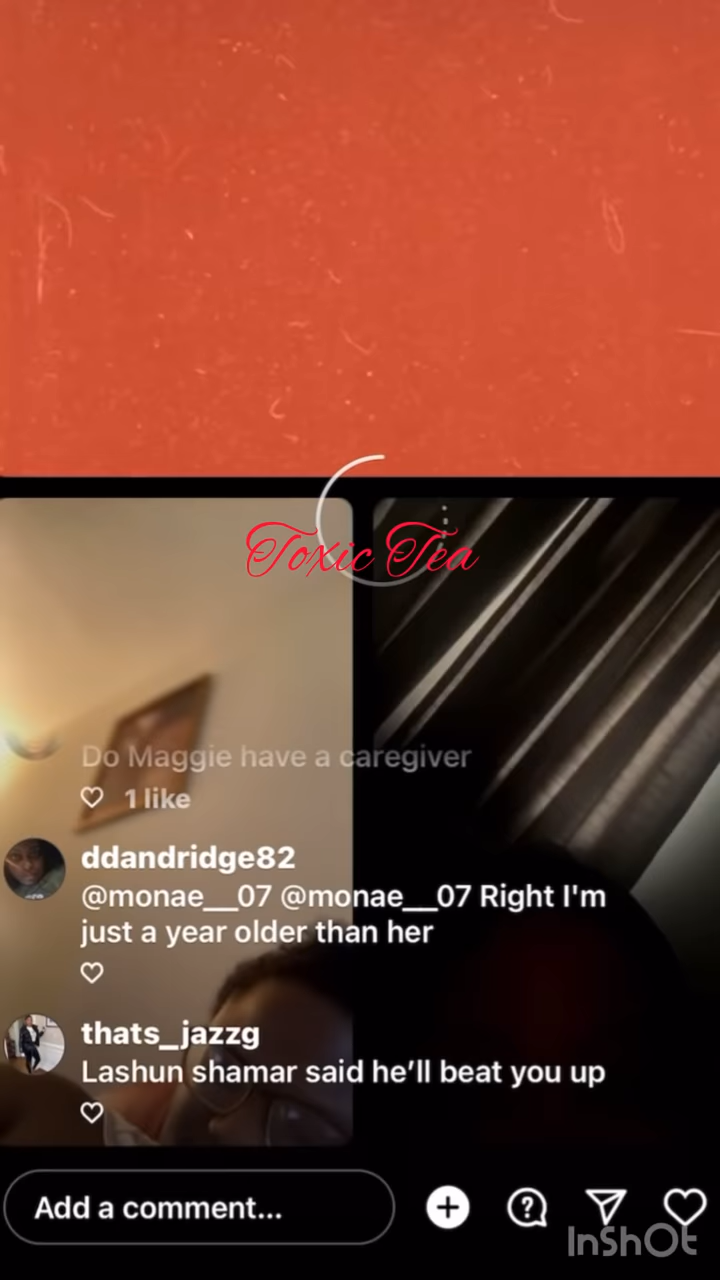 Toxic Tea
Do Maggie have a caregiver
1 like
ddandridge82
@monae__07 @monae__07 Right I'm
just a year older than her
thats_jazzg
Lashun shamar said he’ll beat you up
Add a comment...
InShOt